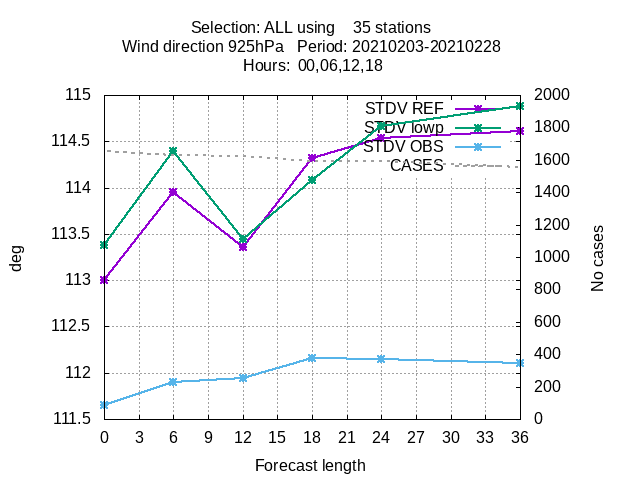 Selection: ALL using    35 stations
Wind direction 925hPa   Period: 20210203-20210228
Hours:  00,06,12,18
115
114.5
114
113.5
113
112.5
112
111.5
2000
1800
1600
1400
1200
1000
800
600
400
200
0
STDV REF
STDV lowp
STDV OBS
CASES
deg
No cases
0 3 6 9 12 15 18 21 24 27 30 33 36
Forecast length